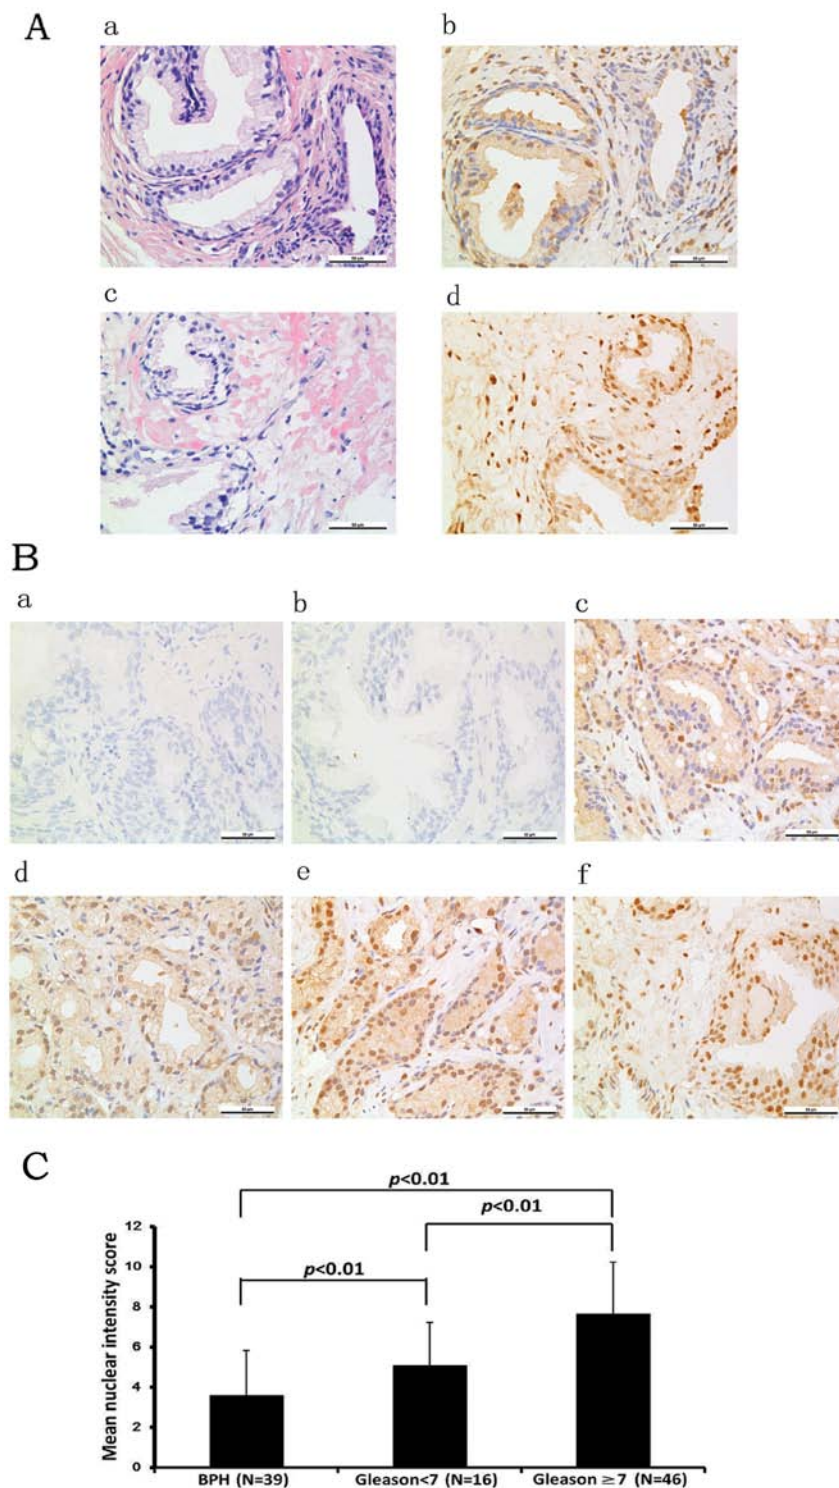 A
a
b
c
d
B
a
b
c
d
e
f
C
p<0.01
p<0.01
p<0.01
Mean nuclear intensity score
12
10
8
6
4
2
0
BPH (N=39) Gleason<7 (N=16) Gleason ≥7 (N=46)